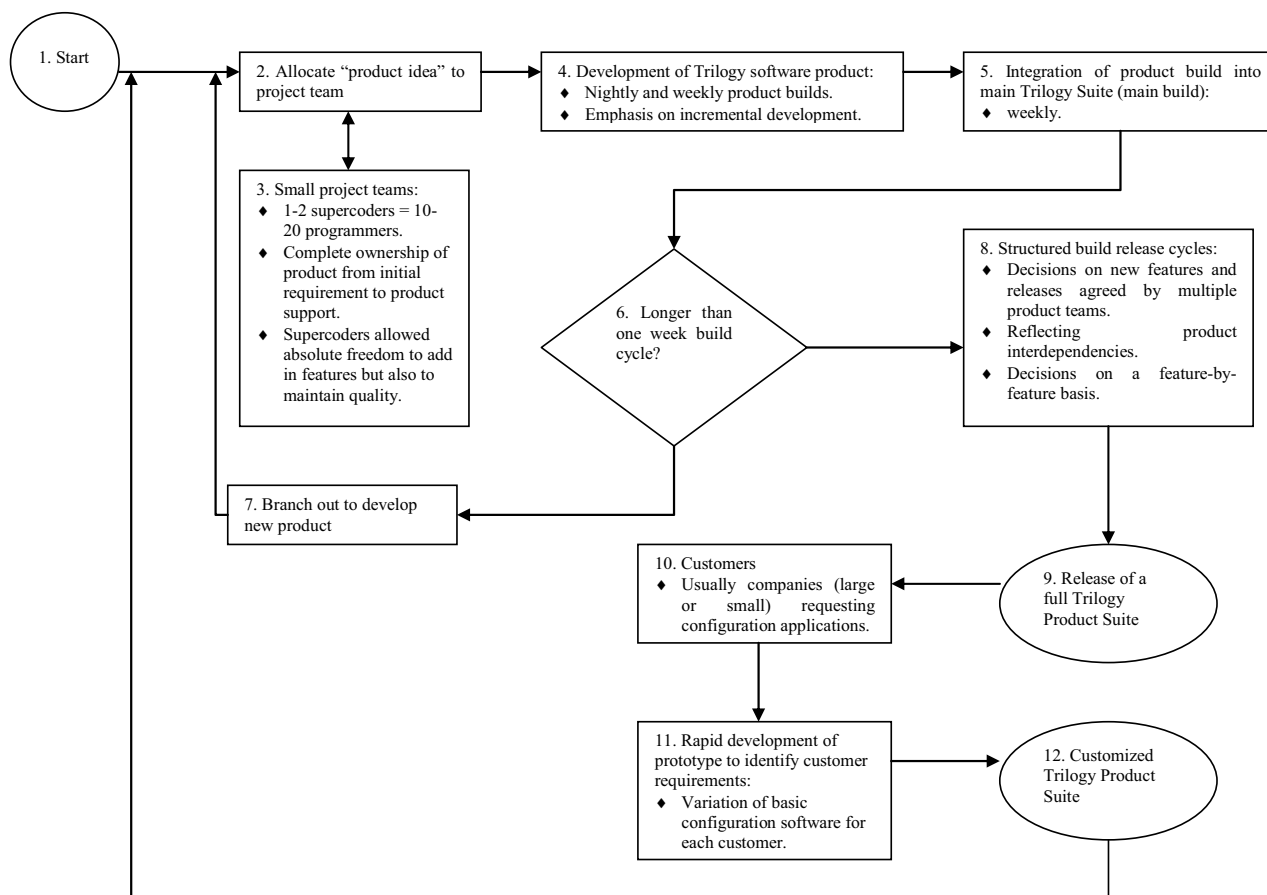 1. Start
2. Allocate “product idea” to
project team
3. Small project teams:
♦ 1-2 supercoders = 10-
20 programmers.
♦ Complete ownership of
product from initial
requirement to product
support.
♦ Supercoders allowed
absolute freedom to add
in features but also to
maintain quality.
4. Development of Trilogy software product:
♦ Nightly and weekly product builds.
♦ Emphasis on incremental development.
5. Integration of product build into
main Trilogy Suite (main build):
♦ weekly.
6. Longer than
one week build
cycle?
7. Branch out to develop
new product
8. Structured build release cycles:
♦ Decisions on new features and
releases agreed by multiple
product teams.
♦ Reflecting product
interdependencies.
♦ Decisions on a feature-by-
feature basis.
9. Release of a
full Trilogy
Product Suite
10. Customers
♦ Usually companies (large
or small) requesting
configuration applications.
11. Rapid development of
prototype to identify customer
requirements:
♦ Variation of basic
configuration software for
each customer.
12. Customized
Trilogy Product
Suite